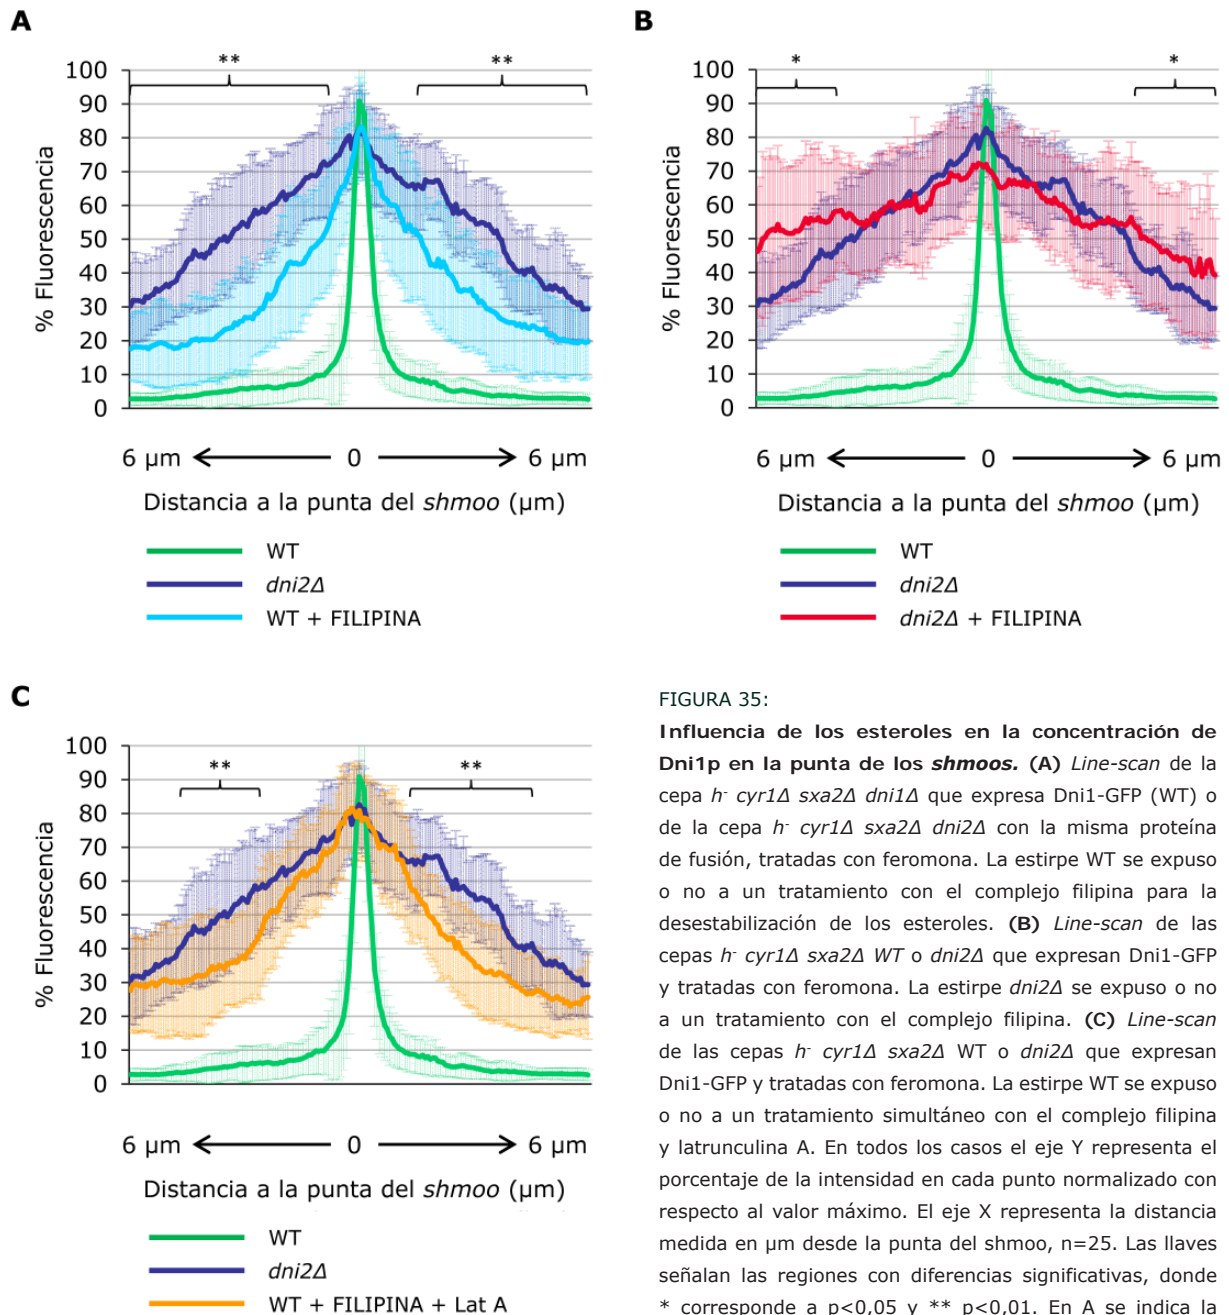 A
**
**
100
90
80
70
60
50
40
30
20
10
0
% Fluorescencia
6 µm
0
6 µm
Distancia a la punta del shmoo (µm)
WT
dni2Δ
WT + FILIPINA
B
*
*
100
90
80
70
60
50
40
30
20
10
0
% Fluorescencia
6 µm
0
6 µm
Distancia a la punta del shmoo (µm)
WT
dni2Δ
dni2Δ + FILIPINA
C
**
**
100
90
80
70
60
50
40
30
20
10
0
% Fluorescencia
6 µm
0
6 µm
Distancia a la punta del shmoo (µm)
WT
dni2Δ
WT + FILIPINA + Lat A
FIGURA 35:
Influencia de los esteroles en la concentración de
Dni1p en la punta de los shmoos. (A) Line-scan de la
cepa h⁻ cyr1Δ sxa2Δ dni1Δ que expresa Dni1-GFP (WT) o
de la cepa h⁻ cyr1Δ sxa2Δ dni2Δ con la misma proteína
de fusión, tratadas con feromona. La estirpe WT se expuso
o no a un tratamiento con el complejo filipina para la
desestabilización de los esteroles. (B) Line-scan de las
cepas h⁻ cyr1Δ sxa2Δ WT o dni2Δ que expresan Dni1-GFP
y tratadas con feromona. La estirpe dni2Δ se expuso o no
a un tratamiento con el complejo filipina. (C) Line-scan
de las cepas h⁻ cyr1Δ sxa2Δ WT o dni2Δ que expresan
Dni1-GFP y tratadas con feromona. La estirpe WT se expuso
o no a un tratamiento simultáneo con el complejo filipina
y latrunculina A. En todos los casos el eje Y representa el
porcentaje de la intensidad en cada punto normalizado con
respecto al valor máximo. El eje X representa la distancia
medida en µm desde la punta del shmoo, n=25. Las llaves
señalan las regiones con diferencias significativas, donde
* corresponde a p<0,05 y ** p<0,01. En A se indica la